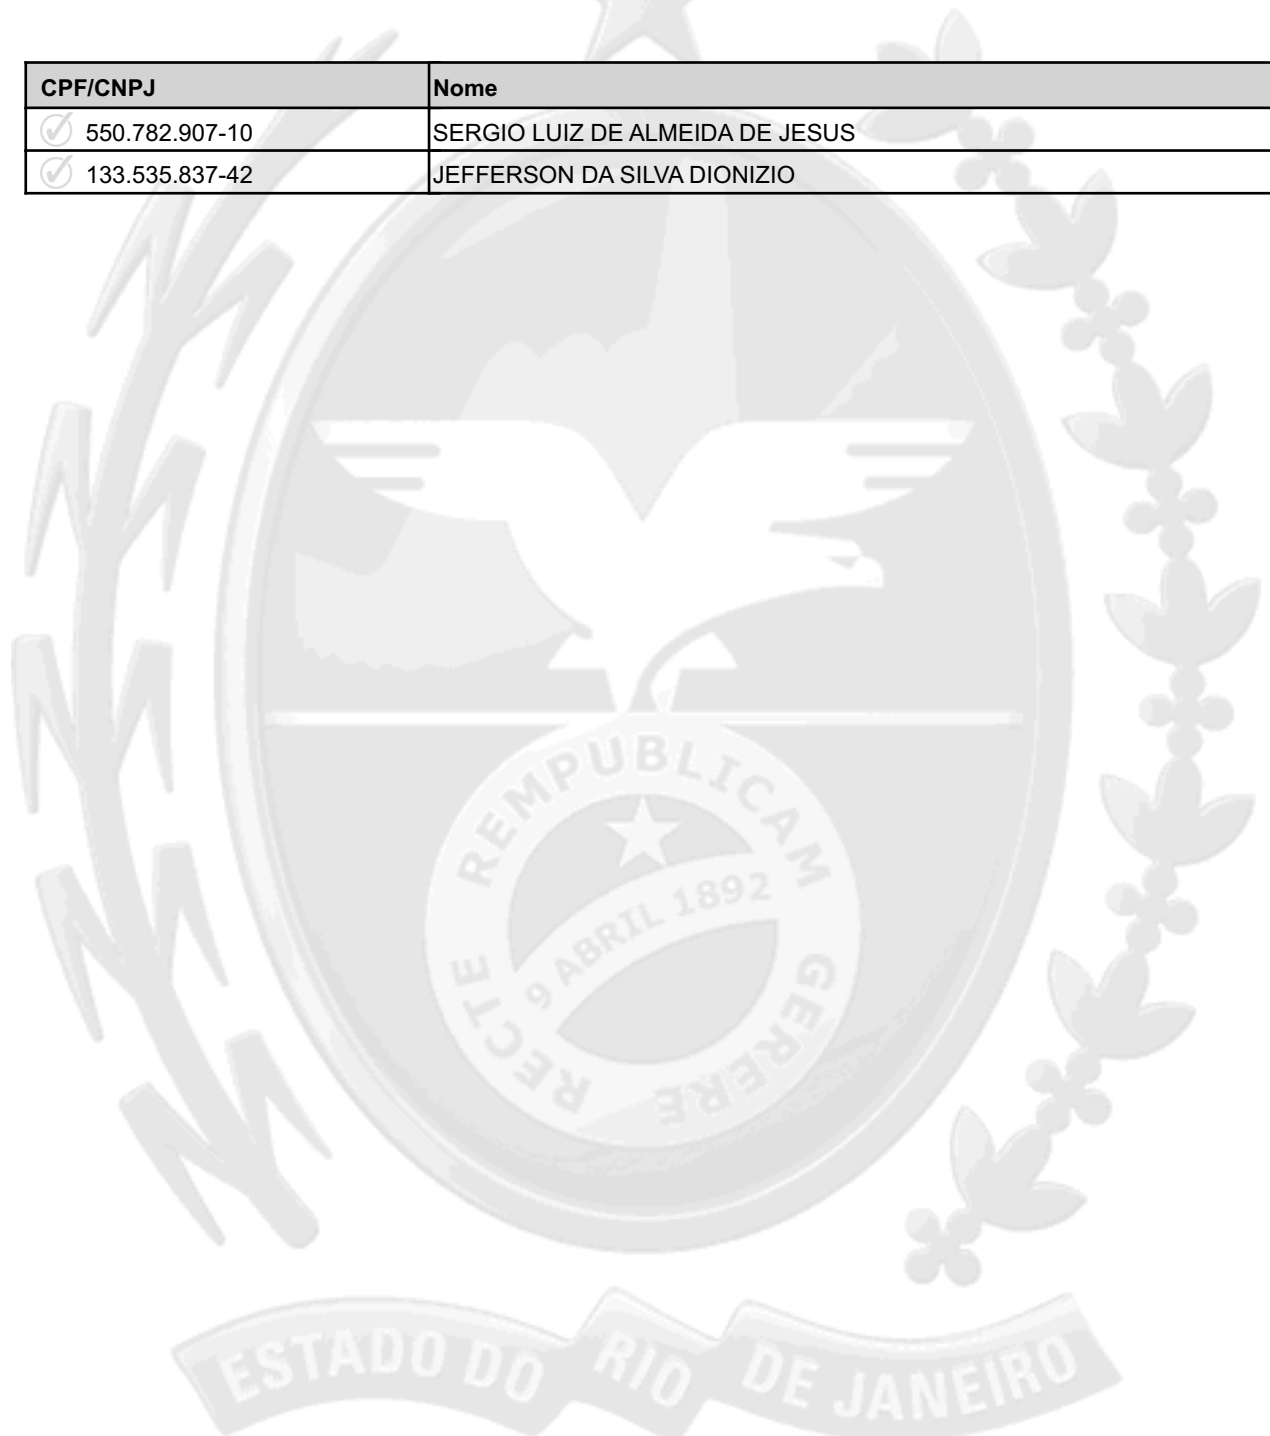 CPF/CNPJ Nome
550.782.907-10 SERGIO LUIZ DE ALMEIDA DE JESUS
133.535.837-42 JEFFERSON DA SILVA DIONIZIO
REMPUBLICAM
9 ABRIL 1892
RECTE GERERE
ESTADO DO RIO DE JANEIRO